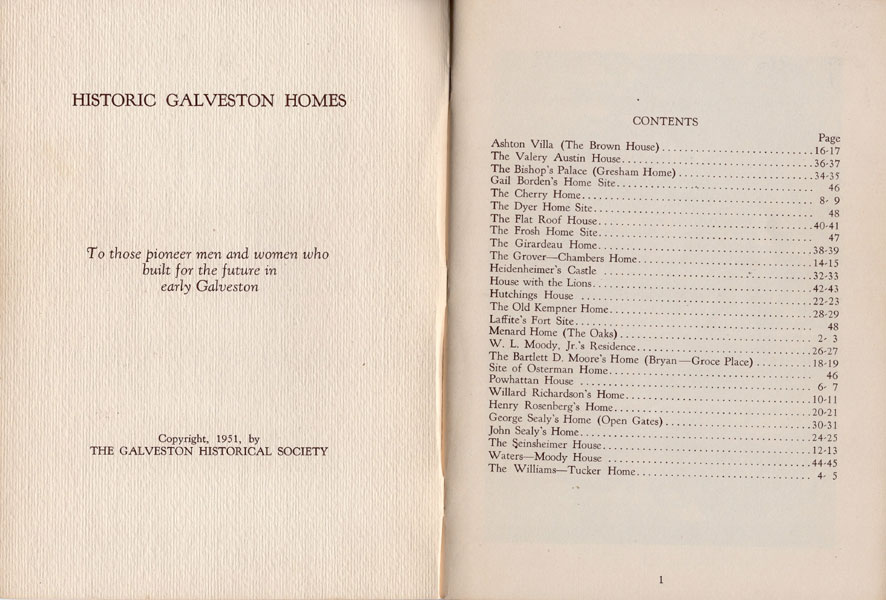 HISTORIC GALVESTON HOMES
To those pioneer men and women who
built for the future in
early Galveston
Copyright, 1951, by
THE GALVESTON HISTORICAL SOCIETY
CONTENTS
Page
Ashton Villa (The Brown House) 16-17
The Valery Austin House 36-37
The Bishop's Palace (Gresham Home) 34-35
Gail Borden's Home Site 46
The Cherry Home 8- 9
The Dyer Home Site 48
The Flat Roof House 40-41
The Frosh Home Site 47
The Girardeau Home 38-39
The Grover—Chambers Home 14-15
Heidenheimer's Castle 32-33
House with the Lions 42-43
Hutchings House 22-23
The Old Kempner Home 28-29
Laffite's Fort Site 48
Menard Home (The Oaks) 2- 3
W. L. Moody, Jr.'s Residence 26-27
The Bartlett D. Moore's Home (Bryan—Groce Place) 18-19
Site of Osterman Home 46
Powhattan House 6- 7
Willard Richardson's Home 10-11
Henry Rosenberg's Home 20-21
George Sealy's Home (Open Gates) 30-31
John Sealy's Home 24-25
The Seinsheimer House 12-13
Waters—Moody House 44-45
The Williams—Tucker Home 4- 5
1